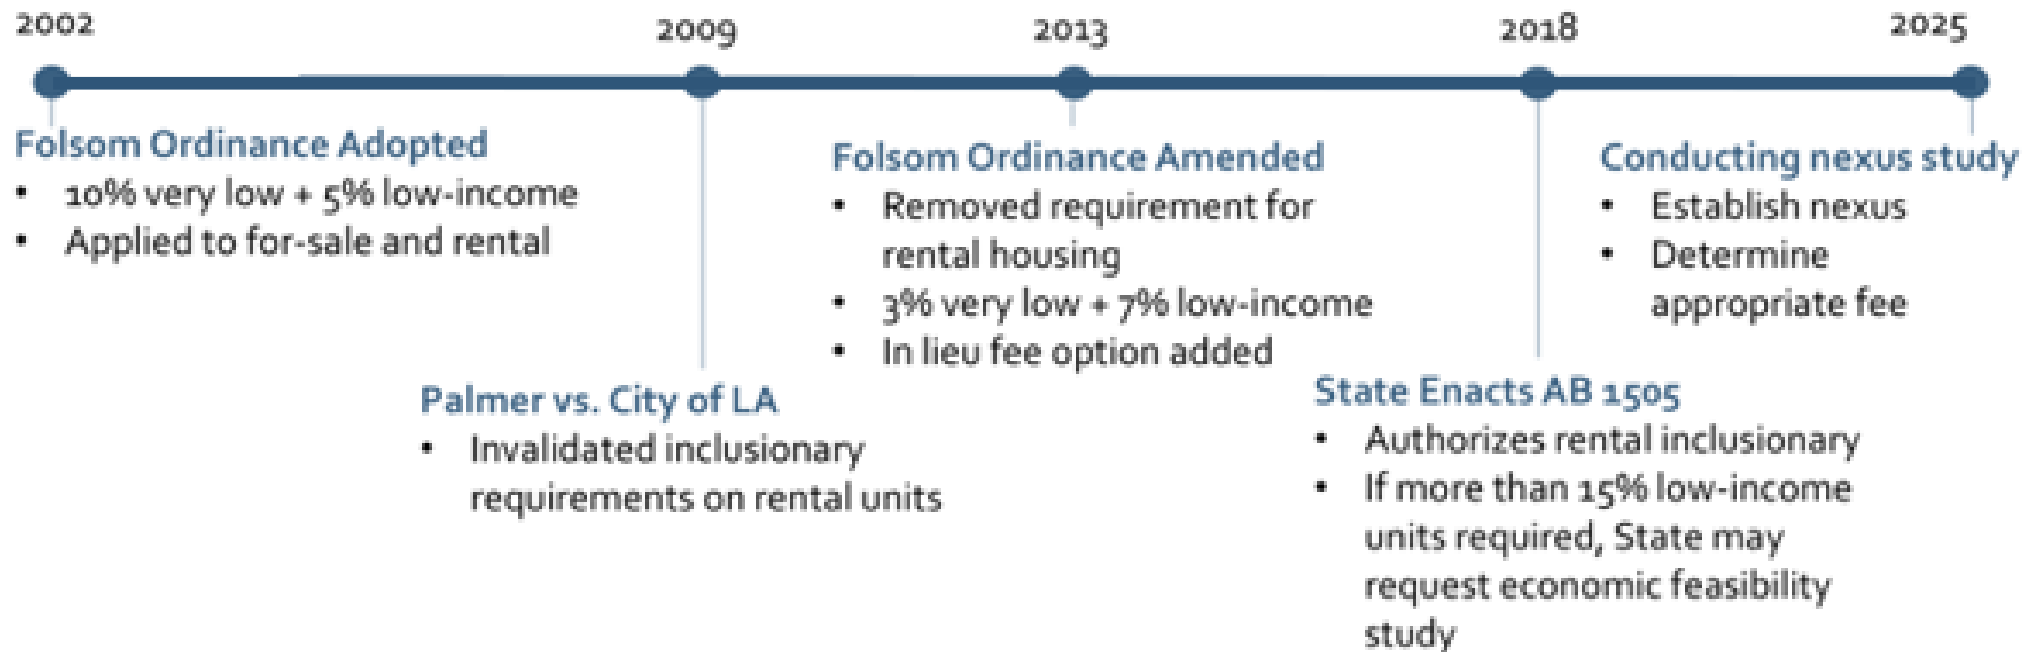 2002
2009
2013
2018
2025
Folsom Ordinance Adopted
• 10% very low + 5% low-income
• Applied to for-sale and rental
Palmer vs. City of LA
• Invalidated inclusionary
requirements on rental units
Folsom Ordinance Amended
• Removed requirement for
rental housing
• 3% very low + 7% low-income
• In lieu fee option added
State Enacts AB 1505
• Authorizes rental inclusionary
• If more than 15% low-income
units required, State may
request economic feasibility
study
Conducting nexus study
• Establish nexus
• Determine
appropriate fee